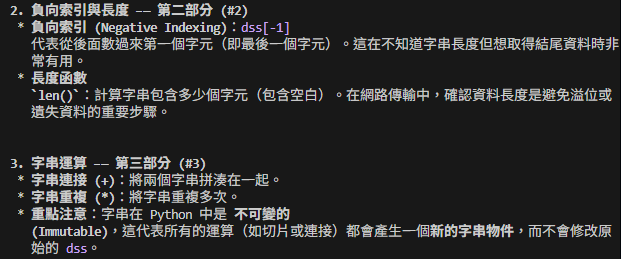 2. 負向索引與長度 —— 第二部分 (#2)
* 負向索引 (Negative Indexing)：dss[-1]
代表從後面數過來第一個字元（即最後一個字元）。這在不知道字串長度但想取得結尾資料時非
常有用。
* 長度函數
`len()`：計算字串包含多少個字元（包含空白）。在網路傳輸中，確認資料長度是避免溢位或
遺失資料的重要步驟。
3. 字串運算 —— 第三部分 (#3)
* 字串連接 (+)：將兩個字串拼湊在一起。
* 字串重複 (*)：將字串重複多次。
* 重點注意：字串在 Python 中是 不可變的
(Immutable)，這代表所有的運算（如切片或連接）都會產生一個新的字串物件，而不會修改原
始的 dss。